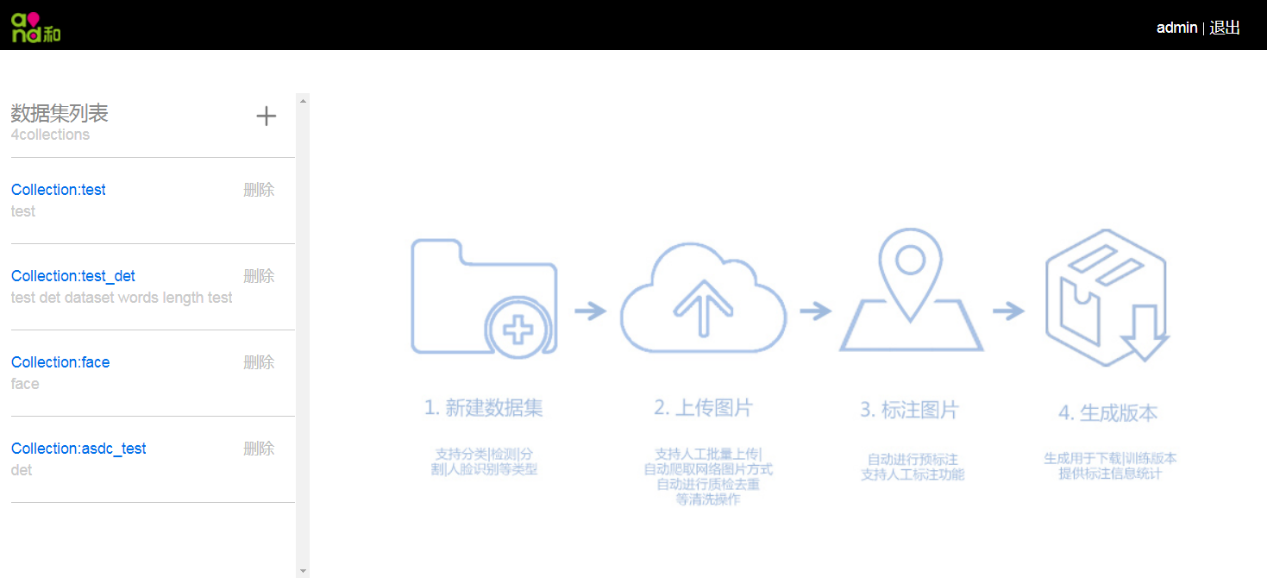 and和
admin | 退出
数据集列表
4collections
Collection:test
删除
test
Collection:test_det
删除
test det dataset words length test
Collection:face
删除
face
Collection:asdc_test
删除
det
1. 新建数据集
支持分类|检测|分
割|人脸识别等类型
2. 上传图片
支持人工批量上传|
自动爬取网络图片方式
自动进行质检去重
等清洗操作
3. 标注图片
自动进行预标注
支持人工标注功能
4. 生成版本
生成用于下载|训练版本
提供标注信息统计